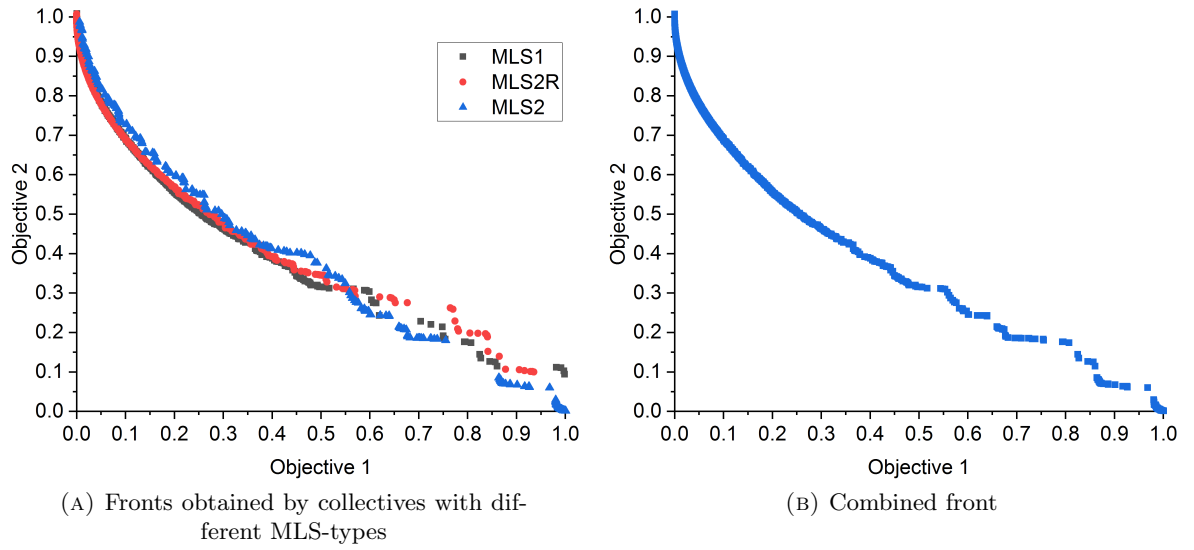 1.0
0.9
0.8
0.7
0.6
0.5
0.4
0.3
0.2
0.1
0.0
Objective 2
0.0 0.1 0.2 0.3 0.4 0.5 0.6 0.7 0.8 0.9 1.0
Objective 1
MLS1
MLS2R
MLS2
(A) Fronts obtained by collectives with dif-
ferent MLS-types
1.0
0.9
0.8
0.7
0.6
0.5
0.4
0.3
0.2
0.1
0.0
Objective 2
0.0 0.1 0.2 0.3 0.4 0.5 0.6 0.7 0.8 0.9 1.0
Objective 1
(B) Combined front